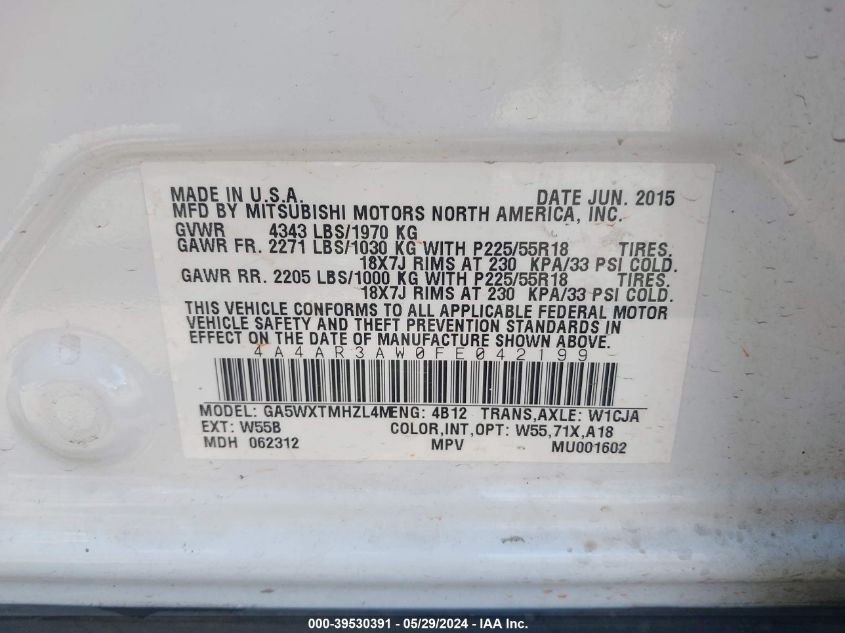 MADE IN U.S.A. DATE JUN. 2015
MFD BY MITSUBISHI MOTORS NORTH AMERICA, INC.
GVWR 4343 LBS/1970 KG
GAWR FR. 2271 LBS/1030 KG WITH P225/55R18 TIRES.
18X7J RIMS AT 230 KPA/33 PSI COLD.
GAWR RR. 2205 LBS/1000 KG WITH P225/55R18 TIRES.
18X7J RIMS AT 230 KPA/33 PSI COLD.
THIS VEHICLE CONFORMS TO ALL APPLICABLE FEDERAL MOTOR
VEHICLE SAFETY AND THEFT PREVENTION STANDARDS IN
EFFECT ON THE DATE OF MANUFACTURE SHOWN ABOVE.
4A4AR3AW0FE042199
MODEL: GA5WXTMHZL4MENG: 4B12 TRANS,AXLE: W1CJA
EXT: W55B COLOR,INT,OPT: W55,71X,A18
MDH 062312 MPV MU001602
000-39530391 - 05/29/2024 - IAA Inc.